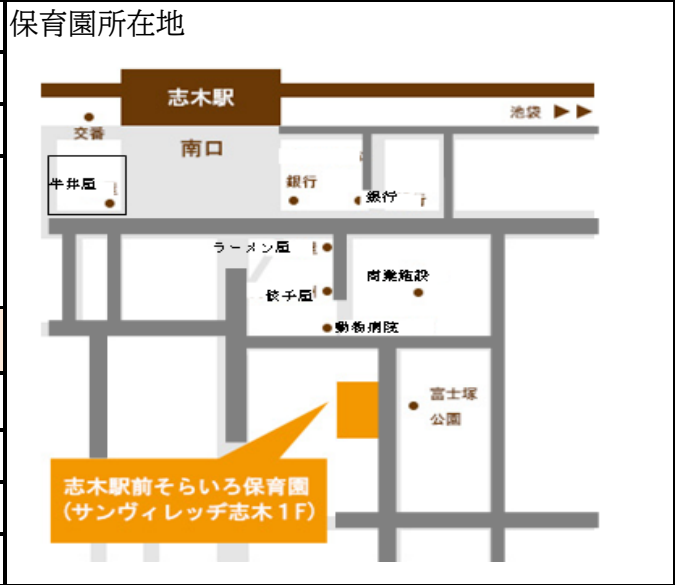 保育園所在地
志木駅
池袋 ▶▶
交番
南口
牛丼屋
銀行
銀行
ラーメン屋
商業施設
餃子屋
動物病院
富士塚
公園
志木駅前そらいろ保育園
(サンヴィレッヂ志木1F)